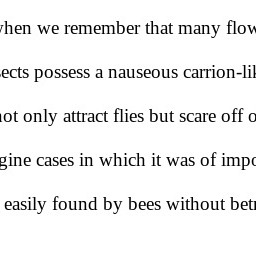 when we remember that many flow
sects possess a nauseous carrion-lik
not only attract flies but scare off o
gine cases in which it was of impo
easily found by bees without betr